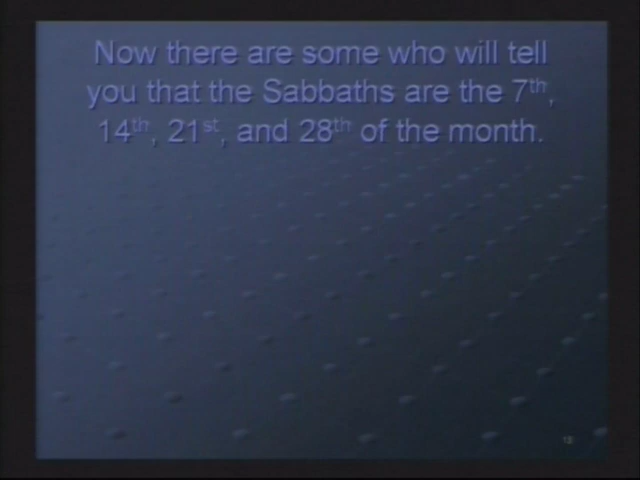 Now there are some who will tell
you that the Sabbaths are the 7th,
14th, 21st, and 28th of the month.
13